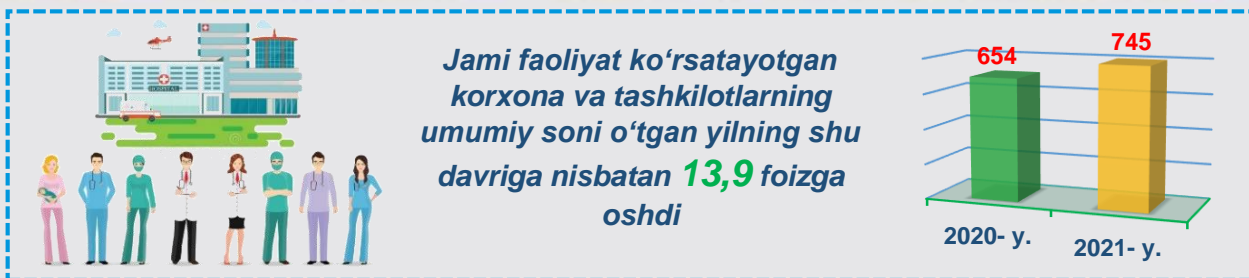 HOSPITAL
Jami faoliyat ko‘rsatayotgan
korxona va tashkilotlarning
umumiy soni o‘tgan yilning shu
davriga nisbatan 13,9 foizga
oshdi
654
745
2020- y.
2021- y.